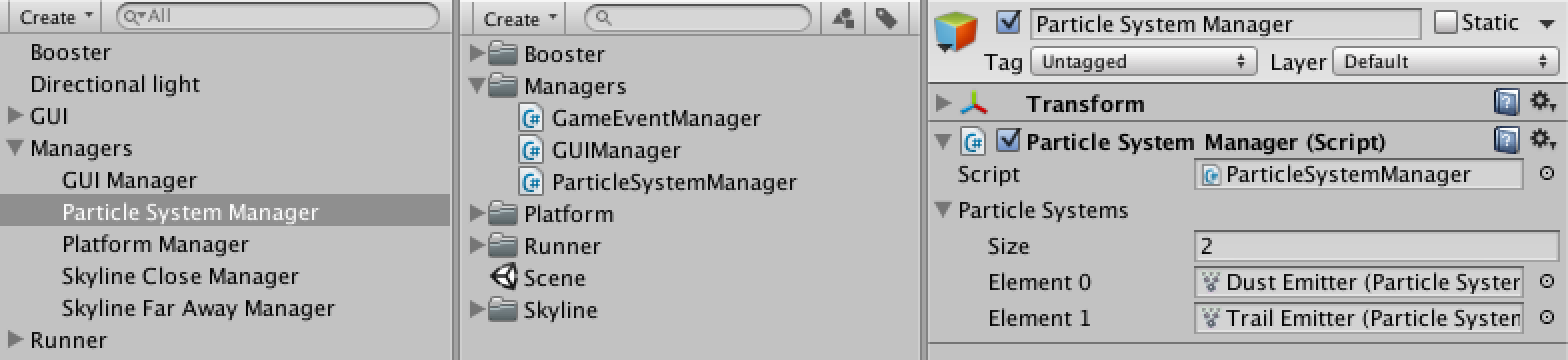 Create
All
Booster
Directional light
GUI
Managers
GUI Manager
Particle System Manager
Platform Manager
Skyline Close Manager
Skyline Far Away Manager
Runner
Create
Booster
Managers
C# GameEventManager
C# GUIManager
C# ParticleSystemManager
Platform
Runner
Scene
Skyline
Particle System Manager Static
Tag Untagged Layer Default
Transform ?
C# Particle System Manager (Script) ?
Script C# ParticleSystemManager
Particle Systems
Size 2
Element 0 Dust Emitter (Particle Syster
Element 1 Trail Emitter (Particle Syster